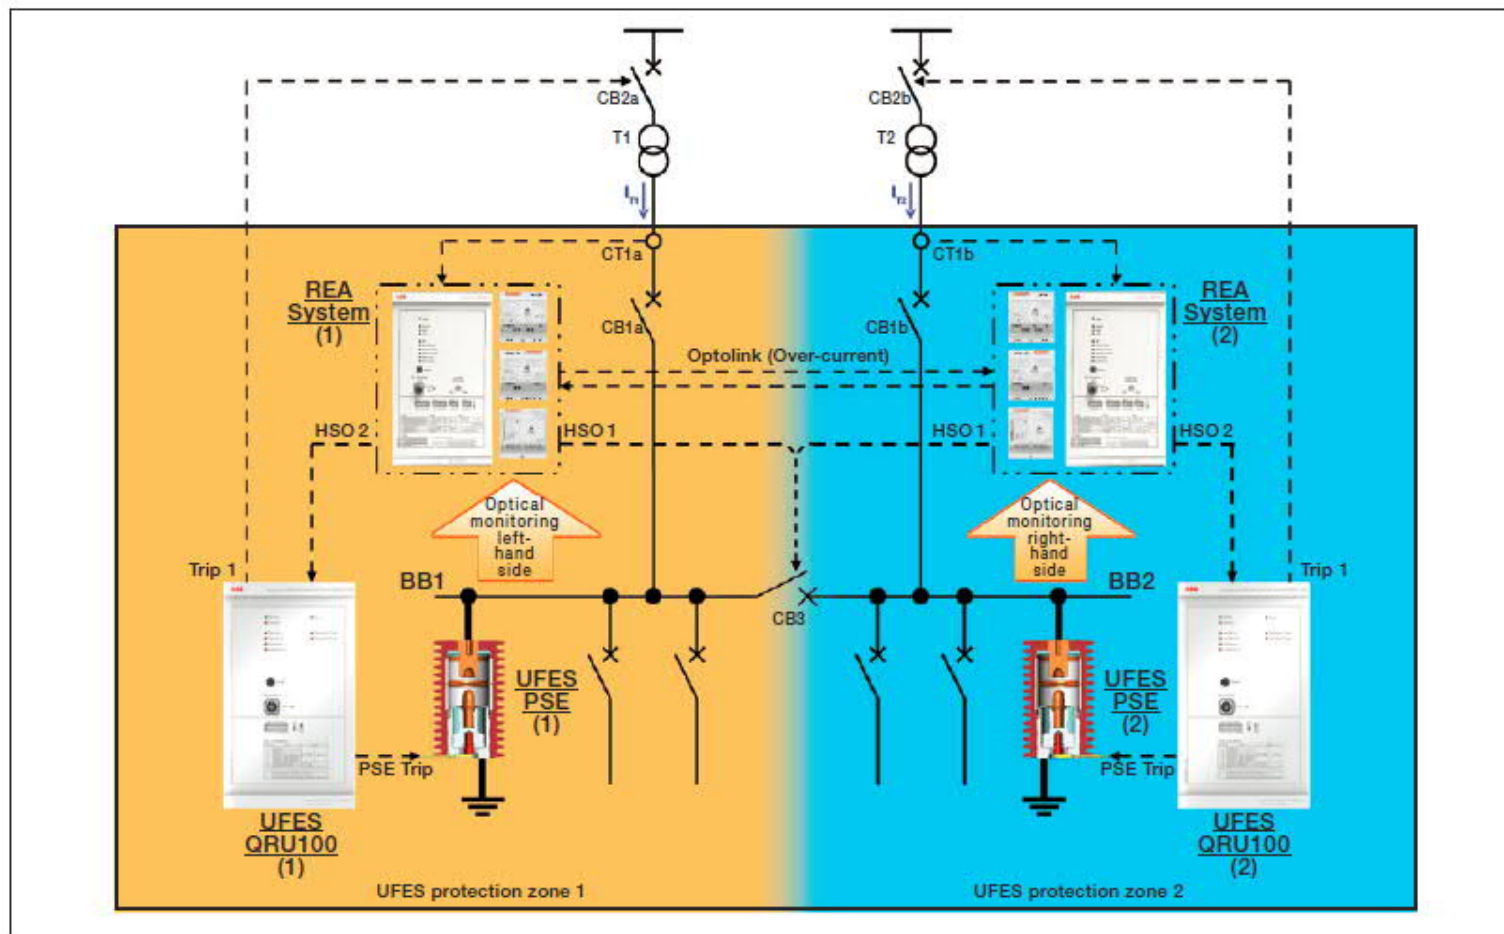 CB2a
CB2b
T1
T2
IT1
IT2
CT1a
CT1b
REA
System
(1)
REA
System
(2)
CB1a
CB1b
Optolink (Over-current)
HSO 2
HSO 1
HSO 1
HSO 2
Optical
monitoring
left-
hand
side
Optical
monitoring
right-
hand
side
Trip 1
BB1
BB2
Trip 1
CB3
UFES
PSE
(1)
UFES
PSE
(2)
PSE Trip
PSE Trip
UFES
QRU100
(1)
UFES
QRU100
(2)
UFES protection zone 1
UFES protection zone 2